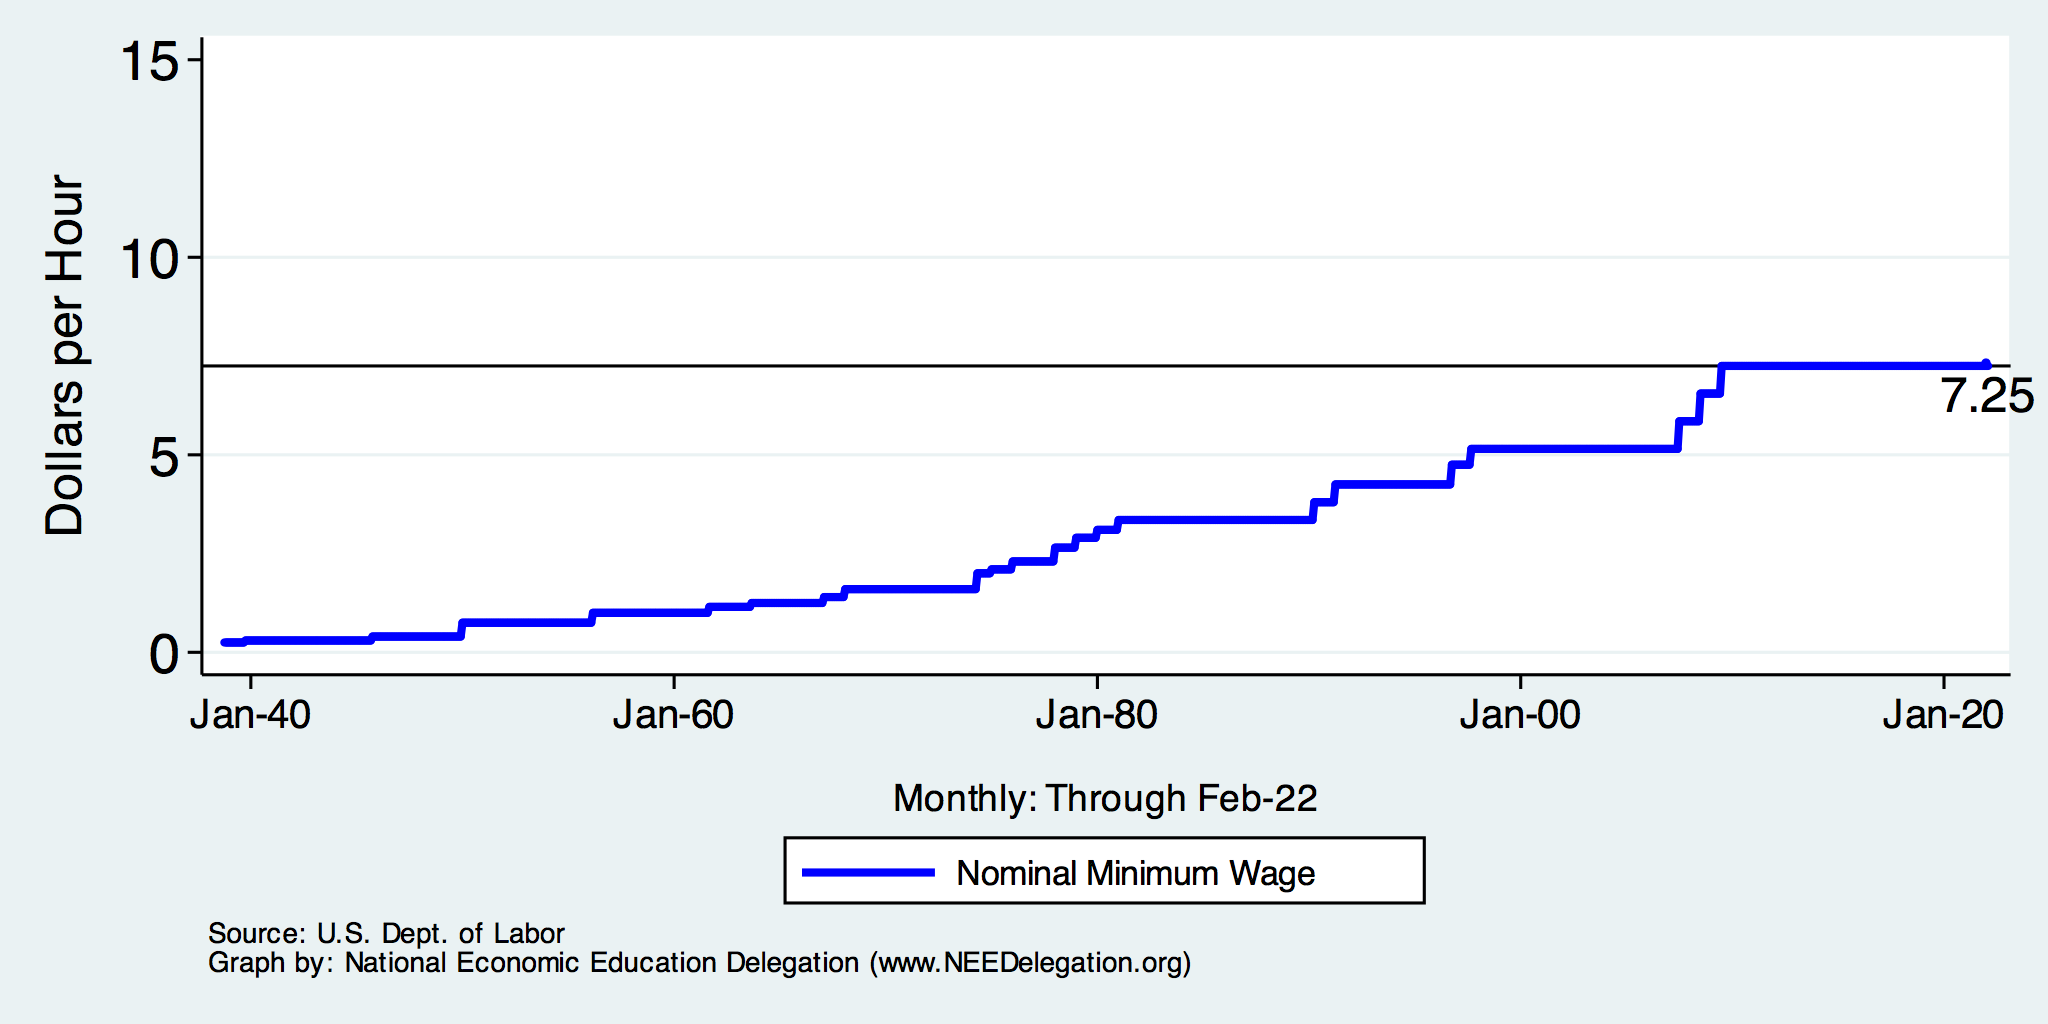 15
10
5
0
Dollars per Hour
7.25
Jan-40 Jan-60 Jan-80 Jan-00 Jan-20
Monthly: Through Feb-22
Nominal Minimum Wage
Source: U.S. Dept. of Labor
Graph by: National Economic Education Delegation (www.NEEDelegation.org)